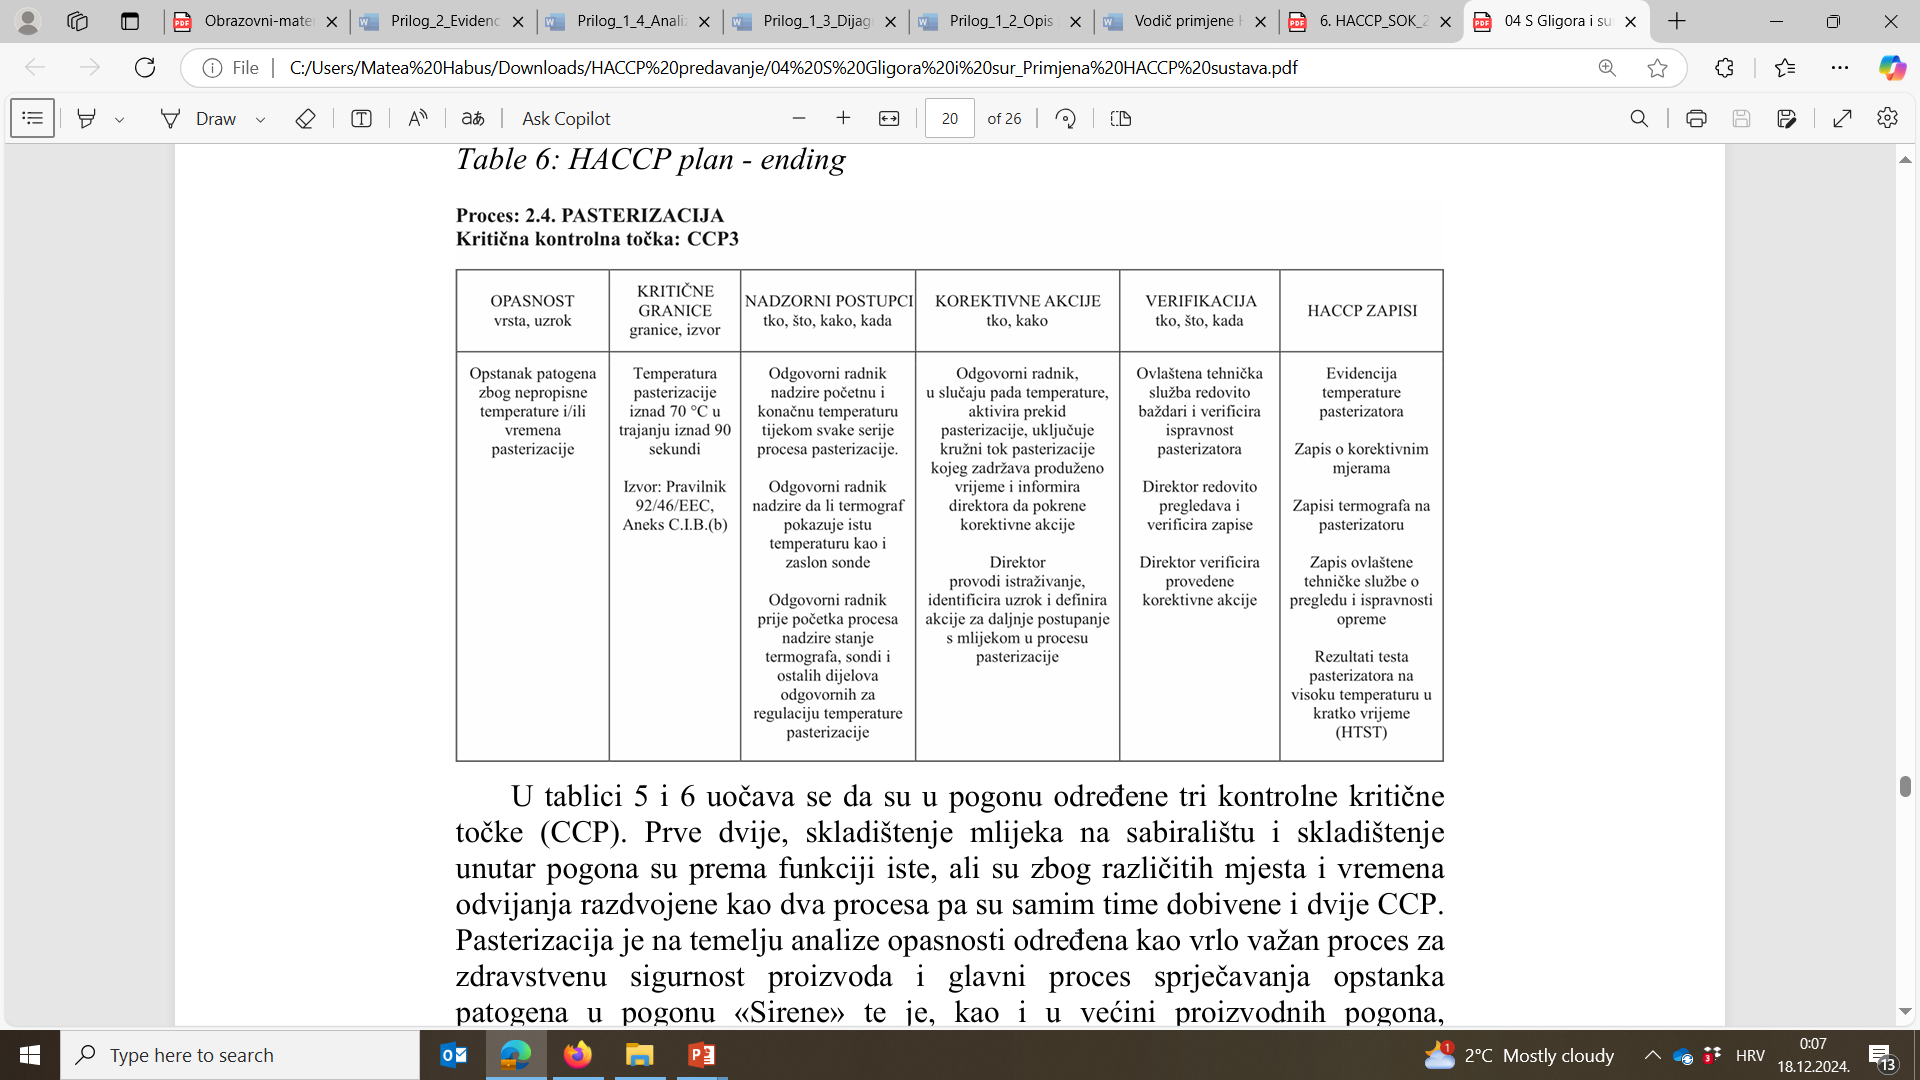 Obrazovni-mater
Prilog_2_Evidenc
Prilog_1_4_Analiz
Prilog_1_3_Dijag
Prilog_1_2_Opis
Vodič primjene
6. HACCP_SOK_2
04 S Gligora i su
File
C:/Users/Matea%20Habus/Downloads/HACCP%20predavanje/04%20S%20Gligora%20i%20sur_Primjena%20HACCP%20sustava.pdf
Draw
Ask Copilot
20
of 26
Table 6: HACCP plan - ending
Proces: 2.4. PASTERIZACIJA
Kritična kontrolna točka: CCP3
OPASNOST
vrsta, uzrok
KRITIČNE
GRANICE
granice, izvor
NADZORNI POSTUPCI
tko, što, kako, kada
KOREKTIVNE AKCIJE
tko, kako
VERIFIKACIJA
tko, što, kada
HACCP ZAPISI
Opstanak patogena
zbog nepropisne
temperature i/ili
vremena
pasterizacije
Temperatura
pasterizacije
iznad 70 °C u
trajanju iznad 90
sekundi
Izvor: Pravilnik
92/46/EEC,
Aneks C.I.B.(b)
Odgovorni radnik
nadzire početnu i
konačnu temperaturu
tijekom svake serije
procesa pasterizacije.
Odgovorni radnik
nadzire da li termograf
pokazuje istu
temperaturu kao i
zaslon sonde
Odgovorni radnik
prije početka procesa
nadzire stanje
termografa, sondi i
ostalih dijelova
odgovornih za
regulaciju temperature
pasterizacije
Odgovorni radnik,
u slučaju pada temperature,
aktivira prekid
pasterizacije, uključuje
kružni tok pasterizacije
kojeg zadržava produženo
vrijeme i informira
direktora da pokrene
korektivne akcije
Direktor
provodi istraživanje,
identificira uzrok i definira
akcije za daljnje postupanje
s mlijekom u procesu
pasterizacije
Ovlaštena tehnička
služba redovito
baždari i verificira
ispravnost
pasterizatora
Direktor redovito
pregledava i
verificira zapise
Direktor verificira
provedene
korektivne akcije
Evidencija
temperature
pasterizatora
Zapis o korektivnim
mjerama
Zapisi termografa na
pasterizatoru
Zapis ovlaštene
tehničke službe o
pregledu i ispravnosti
opreme
Rezultati testa
pasterizatora na
visoku temperaturu u
kratko vrijeme
(HTST)
U tablici 5 i 6 uočava se da su u pogonu određene tri kontrolne kritične
točke (CCP). Prve dvije, skladištenje mlijeka na sabiralištu i skladištenje
unutar pogona su prema funkciji iste, ali su zbog različitih mjesta i vremena
odvijanja razdvojene kao dva procesa pa su samim time dobivene i dvije CCP.
Pasterizacija je na temelju analize opasnosti određena kao vrlo važan proces za
zdravstvenu sigurnost proizvoda i glavni proces sprječavanja opstanka
patogena u pogonu «Sirene» te je, kao i u većini proizvodnih pogona,
Type here to search
2°C Mostly cloudy
HRV
0:07
18.12.2024.
13